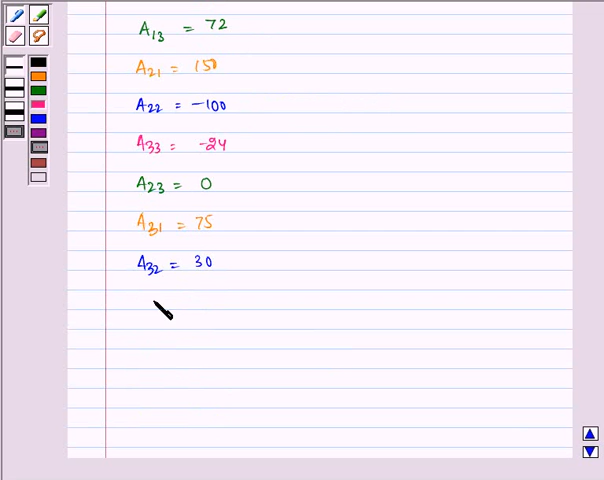 A13 = 72
A21 = 150
A22 = -100
A33 = -24
A23 = 0
A31 = 75
A32 = 30